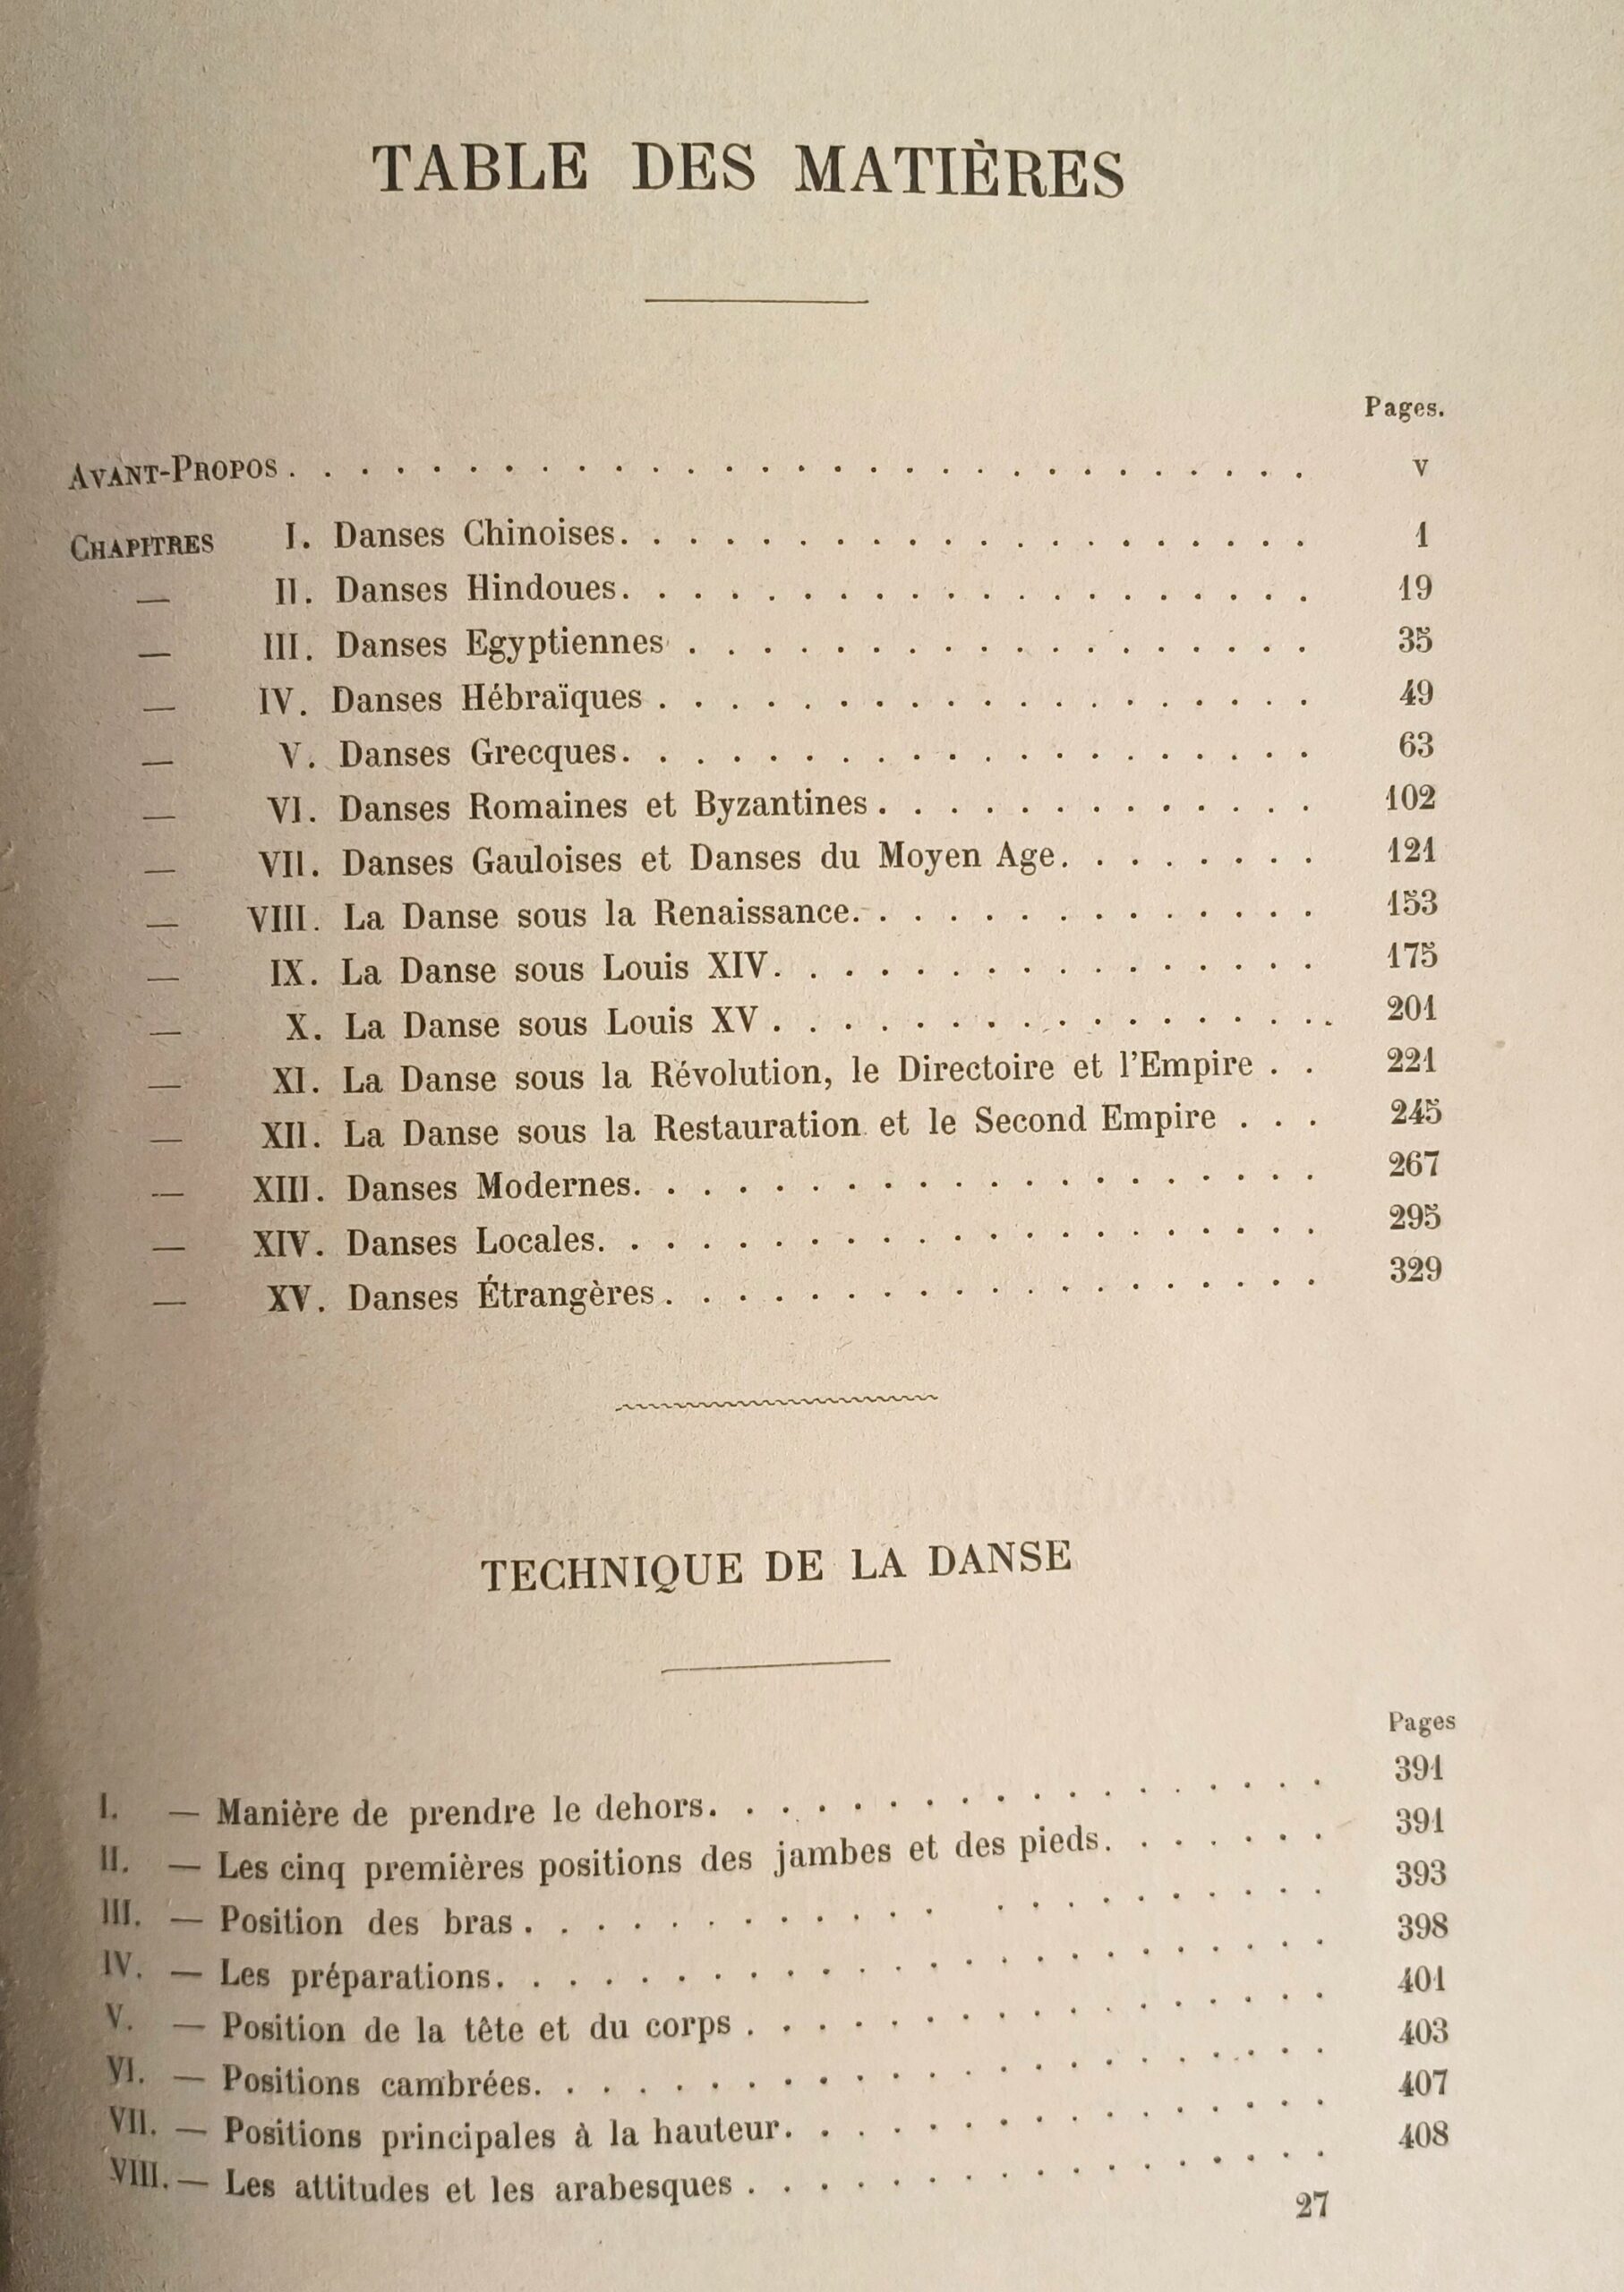 TABLE DES MATIÈRES
Pages.
AVANT-PROPOS . . . . . . . . . . . . . . . . . . . . . . . . . . . . . v
CHAPITRES I. Danses Chinoises. . . . . . . . . . . . . . . . . . . . 1
— II. Danses Hindoues. . . . . . . . . . . . . . . . . . . . 19
— III. Danses Egyptiennes . . . . . . . . . . . . . . . . . . 35
— IV. Danses Hébraïques . . . . . . . . . . . . . . . . . . . 49
— V. Danses Grecques. . . . . . . . . . . . . . . . . . . . 63
— VI. Danses Romaines et Byzantines . . . . . . . . . . . . . 102
— VII. Danses Gauloises et Danses du Moyen Age. . . . . . . . 121
— VIII. La Danse sous la Renaissance. . . . . . . . . . . . . . 153
— IX. La Danse sous Louis XIV. . . . . . . . . . . . . . . . 175
— X. La Danse sous Louis XV . . . . . . . . . . . . . . . . 201
— XI. La Danse sous la Révolution, le Directoire et l'Empire . . 221
— XII. La Danse sous la Restauration et le Second Empire . . . 245
— XIII. Danses Modernes. . . . . . . . . . . . . . . . . . . . 267
— XIV. Danses Locales. . . . . . . . . . . . . . . . . . . . . 295
— XV. Danses Étrangères . . . . . . . . . . . . . . . . . . . 329
TECHNIQUE DE LA DANSE
Pages
I. — Manière de prendre le dehors. . . . . . . . . . . . . . . . . . 391
II. — Les cinq premières positions des jambes et des pieds. . . . . . . 391
III. — Position des bras . . . . . . . . . . . . . . . . . . . . . . 393
IV. — Les préparations. . . . . . . . . . . . . . . . . . . . . . . . 398
V. — Position de la tête et du corps . . . . . . . . . . . . . . . . . 401
VI. — Positions cambrées. . . . . . . . . . . . . . . . . . . . . . . 403
VII. — Positions principales à la hauteur. . . . . . . . . . . . . . . . 407
VIII. — Les attitudes et les arabesques . . . . . . . . . . . . . . . . . 408
27